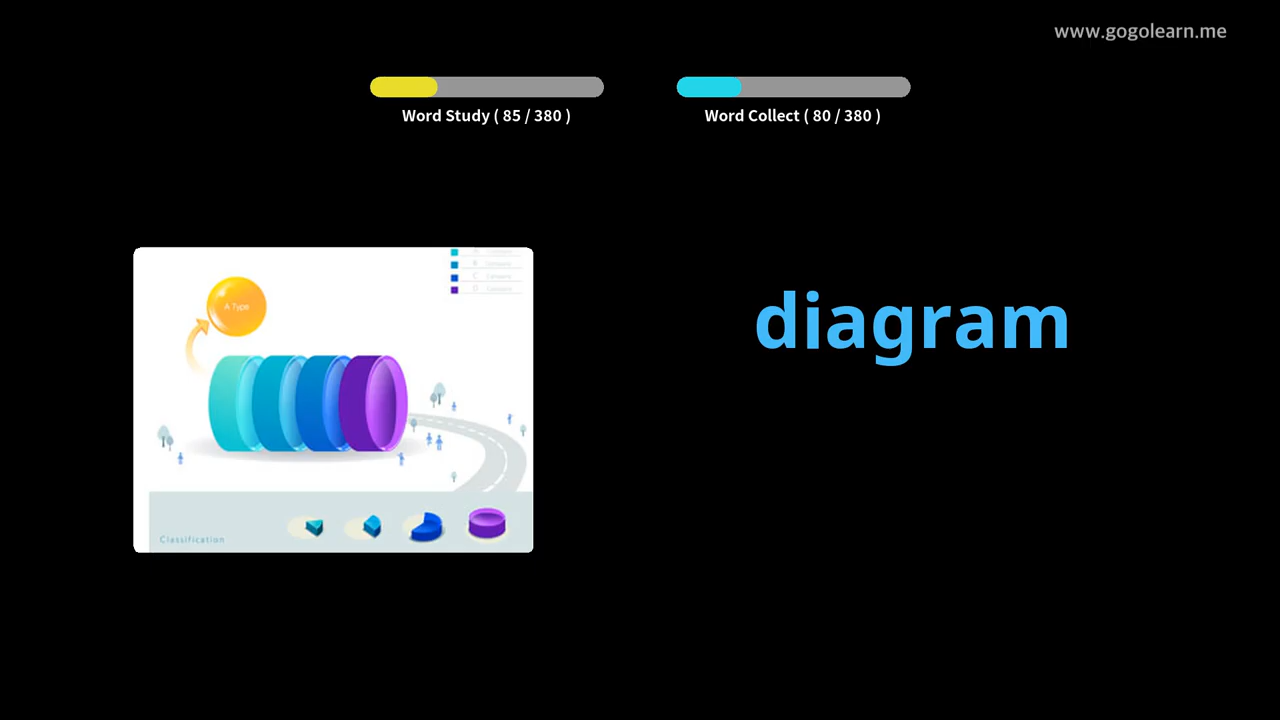 www.gogolearn.me
Word Study ( 85 / 380 )
Word Collect ( 80 / 380 )
A Type
diagram
B
C
D
Classification